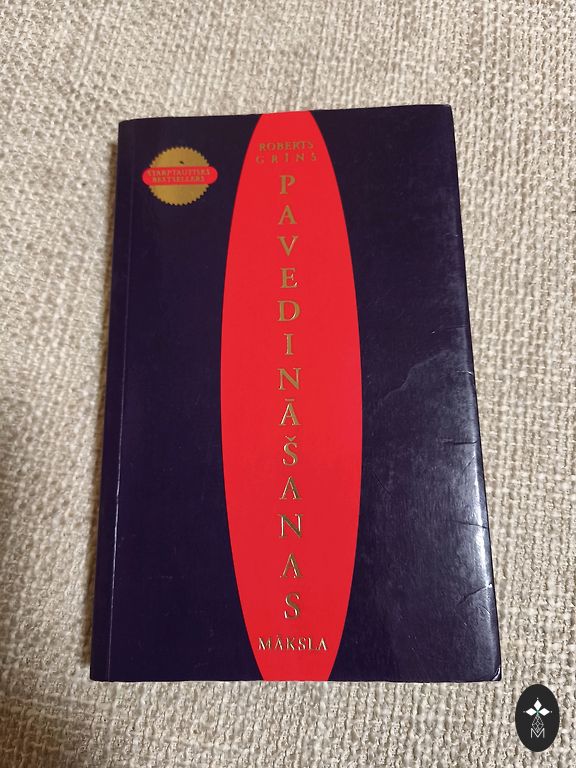 ROBERTS
GRĪNS
STARPTAUTISKS
BESTSELLERS
PAVEDINĀŠANAS
MĀKSLA
M